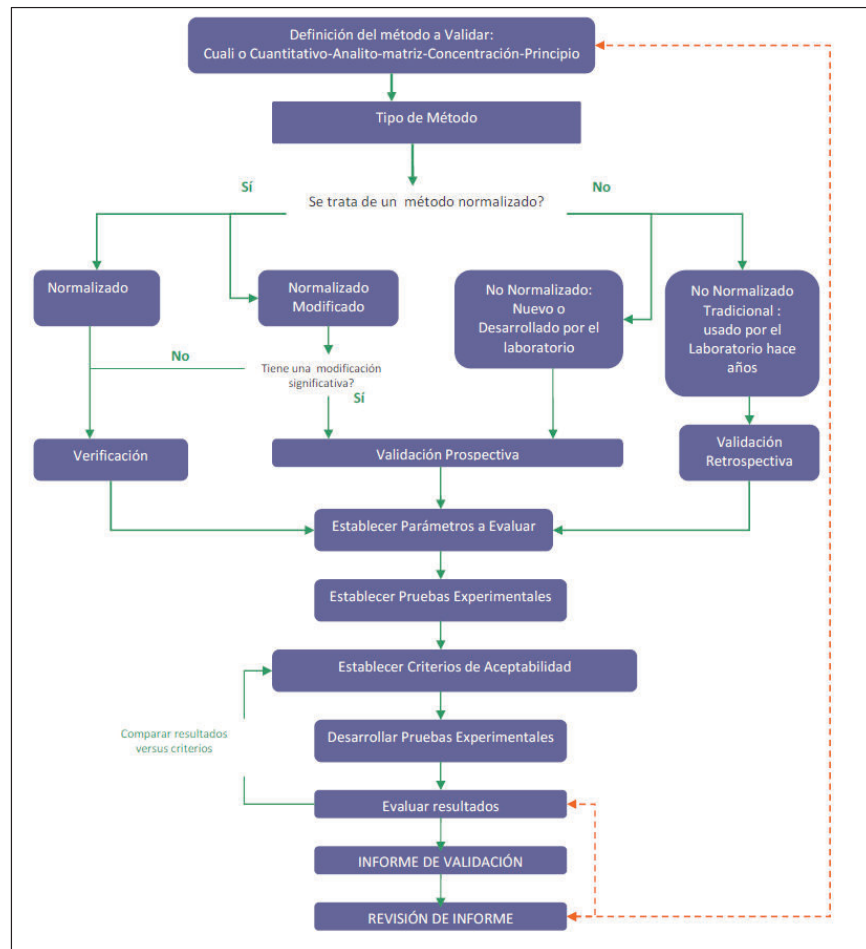 Definición del método a Validar:
Cuali o Cuantitativo-Analito-matriz-Concentración-Principio
Tipo de Método
Sí
No
Se trata de un método normalizado?
Normalizado
Normalizado
Modificado
No Normalizado:
Nuevo o
Desarrollado por el
laboratorio
No Normalizado
Tradicional :
usado por el
Laboratorio hace
años
No
Tiene una modificación
significativa?
Sí
Verificación
Validación Prospectiva
Validación
Retrospectiva
Establecer Parámetros a Evaluar
Establecer Pruebas Experimentales
Establecer Criterios de Aceptabilidad
Comparar resultados
versus criterios
Desarrollar Pruebas Experimentales
Evaluar resultados
INFORME DE VALIDACIÓN
REVISIÓN DE INFORME